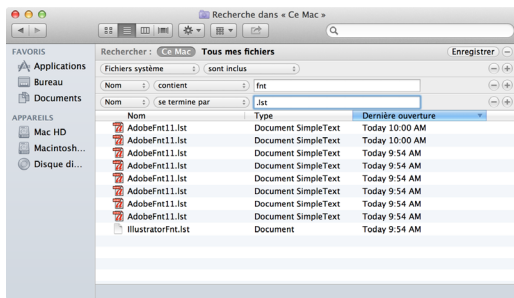 Recherche dans « Ce Mac »
FAVORIS
Applications
Bureau
Documents
APPAREILS
Mac HD
Macintosh...
Disque di...
Rechercher : Ce Mac Tous mes fichiers Enregistrer
Fichiers système sont inclus
Nom contient fnt
Nom se termine par .lst
Nom Type Dernière ouverture
AdobeFnt11.lst Document SimpleText Today 10:00 AM
AdobeFnt11.lst Document SimpleText Today 10:00 AM
AdobeFnt11.lst Document SimpleText Today 9:54 AM
AdobeFnt11.lst Document SimpleText Today 9:54 AM
AdobeFnt11.lst Document SimpleText Today 9:54 AM
AdobeFnt11.lst Document SimpleText Today 9:54 AM
AdobeFnt11.lst Document SimpleText Today 9:54 AM
AdobeFnt11.lst Document SimpleText Today 9:54 AM
IllustratorFnt.lst Document Today 9:54 AM